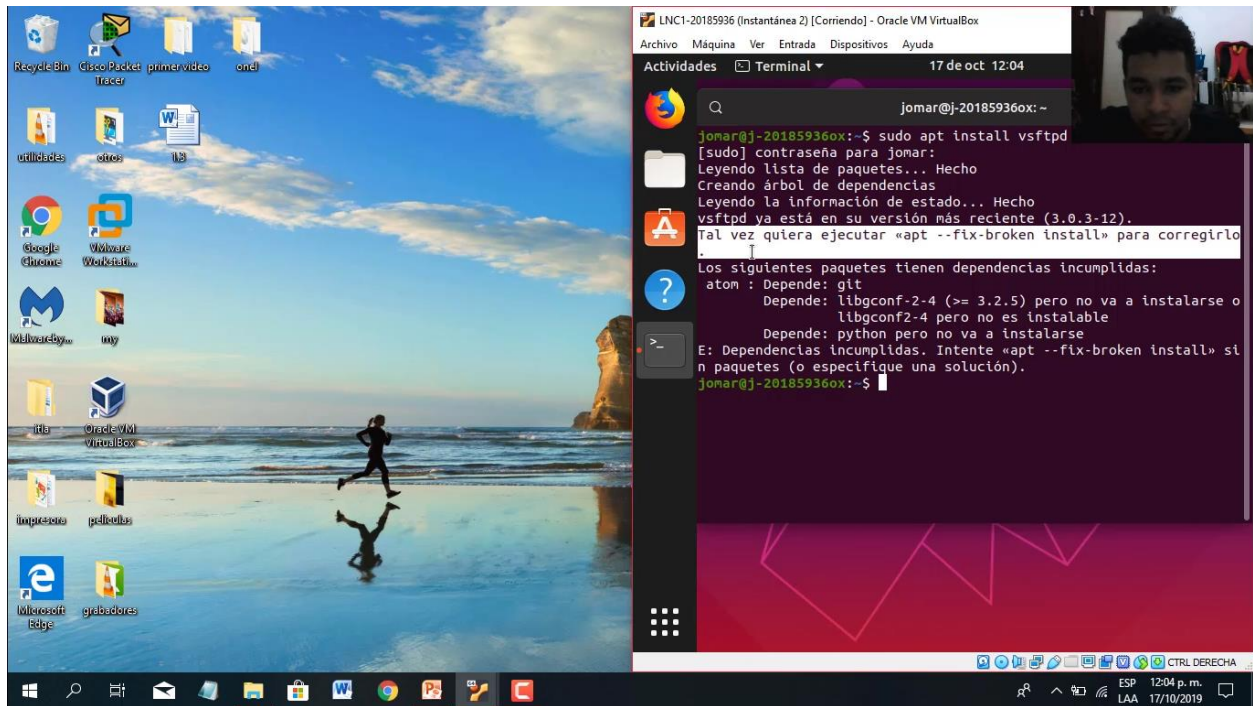 Recycle Bin
Cisco Packet Tracer
primer video
onel
utilidades
otros
1.3
Google Chrome
VMware Workstati...
Malwareby...
my
itla
Oracle VM VirtualBox
impresora
peliculas
Microsoft Edge
grabadores
LNC1-20185936 (Instantánea 2) [Corriendo] - Oracle VM VirtualBox
Archivo Máquina Ver Entrada Dispositivos Ayuda
Actividades Terminal 17 de oct 12:04
jomar@j-20185936ox: ~
jomar@j-20185936ox:~$ sudo apt install vsftpd
[sudo] contraseña para jomar:
Leyendo lista de paquetes... Hecho
Creando árbol de dependencias
Leyendo la información de estado... Hecho
vsftpd ya está en su versión más reciente (3.0.3-12).
Tal vez quiera ejecutar «apt --fix-broken install» para corregirlo
.
Los siguientes paquetes tienen dependencias incumplidas:
atom : Depende: git
Depende: libgconf-2-4 (>= 3.2.5) pero no va a instalarse o
libgconf2-4 pero no es instalable
Depende: python pero no va a instalarse
E: Dependencias incumplidas. Intente «apt --fix-broken install» si
n paquetes (o especifique una solución).
jomar@j-20185936ox:~$
CTRL DERECHA
ESP 12:04 p. m.
LAA 17/10/2019